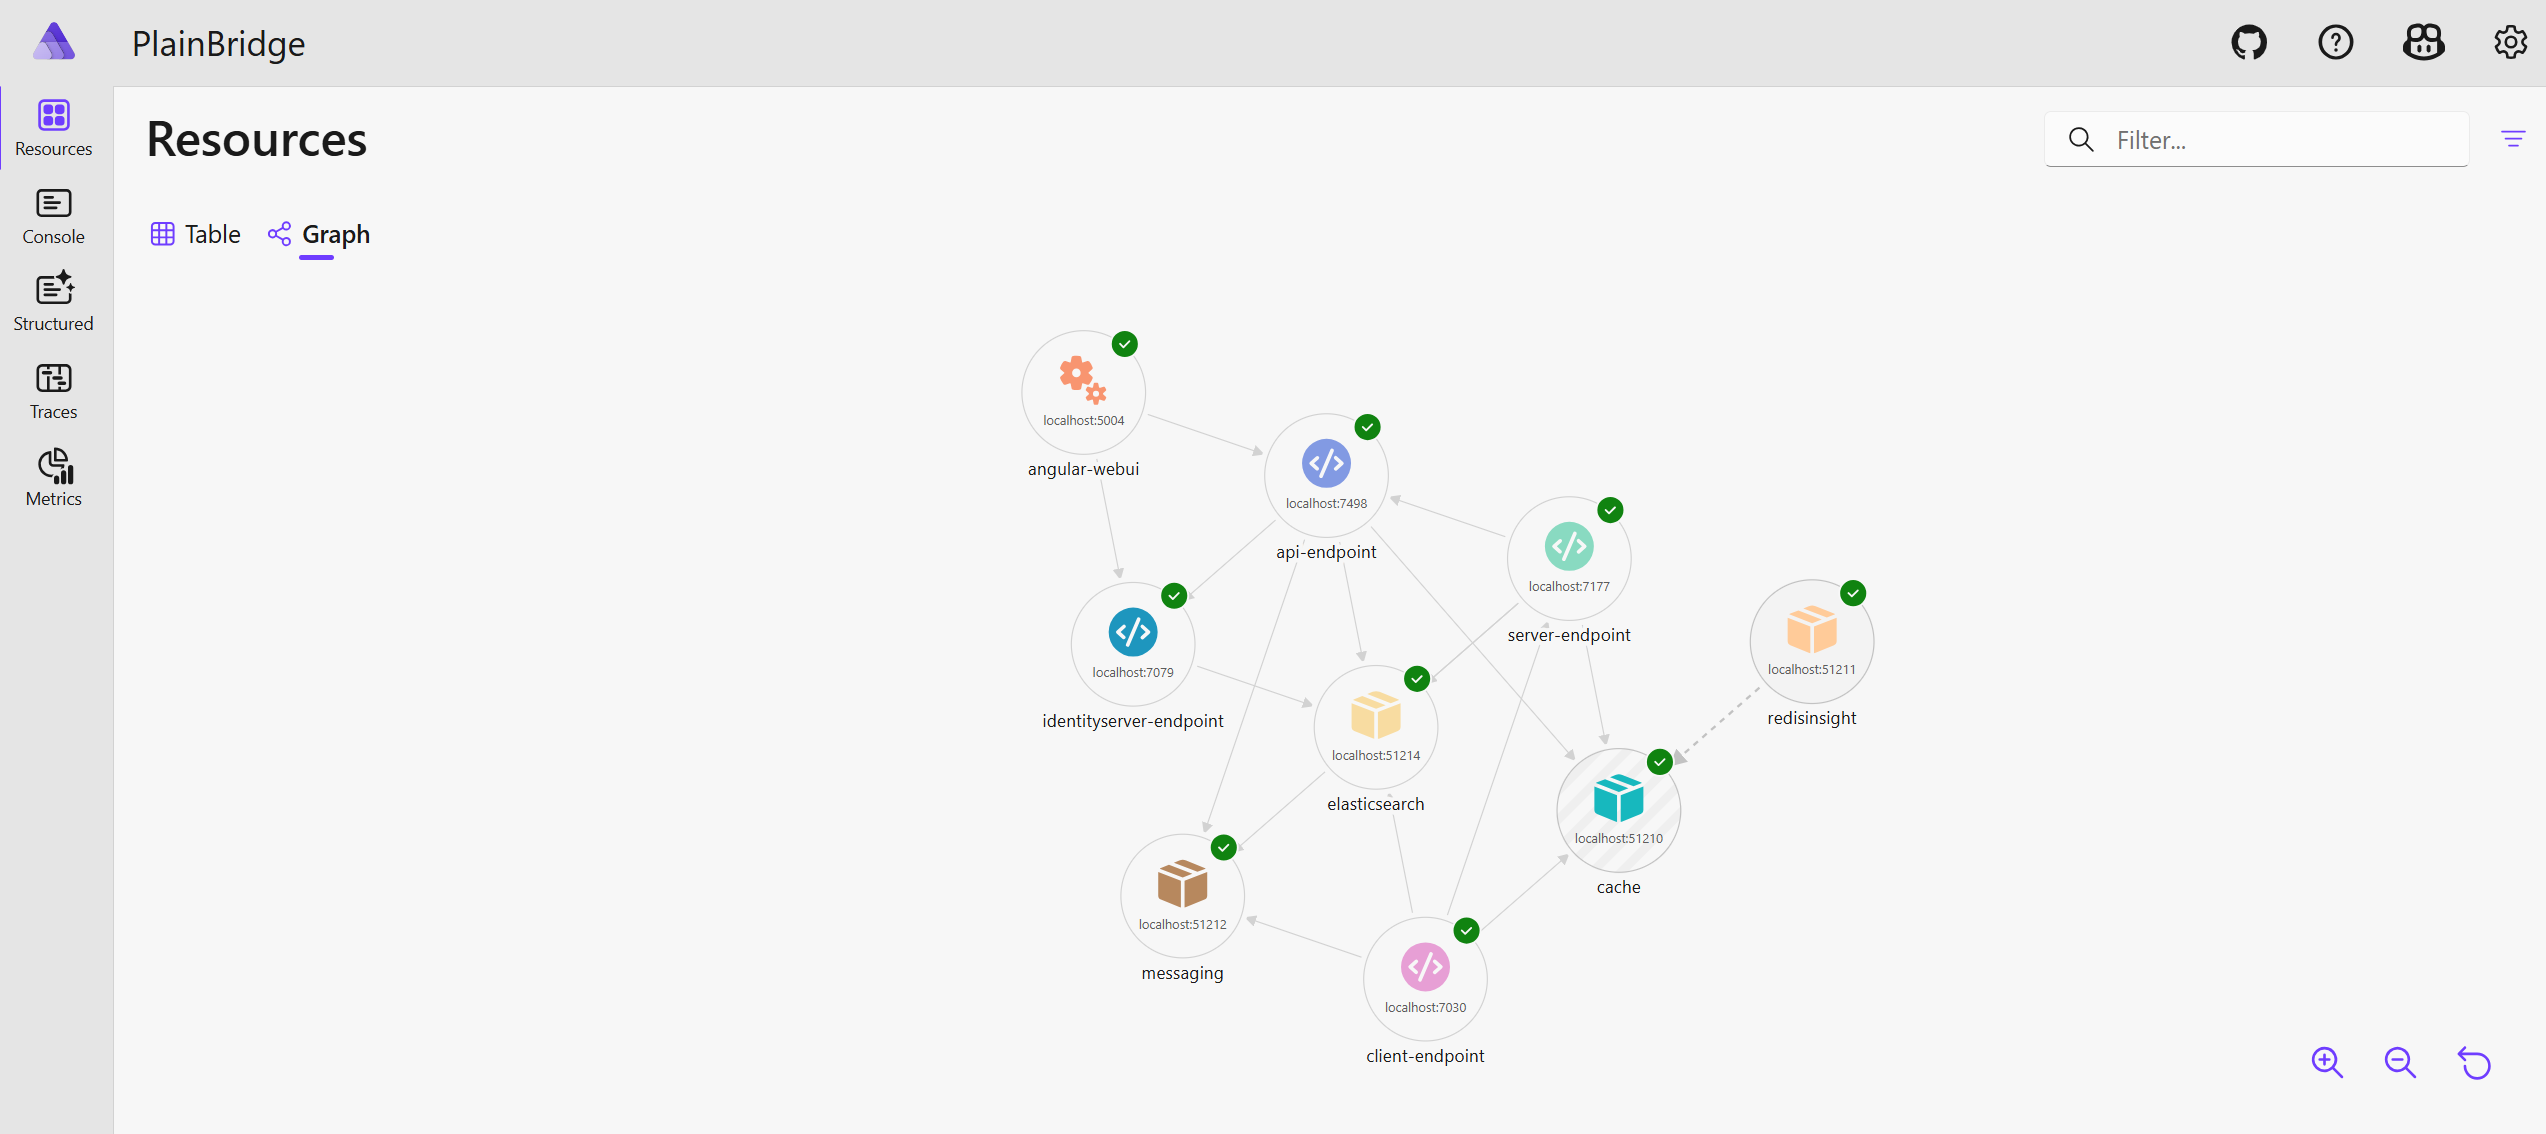 PlainBridge
Resources
Console
Structured
Traces
Metrics
Resources
Filter...
Table
Graph
localhost:5004
angular-webui
localhost:7498
api-endpoint
localhost:7177
server-endpoint
localhost:51211
redisinsight
localhost:7079
identityserver-endpoint
localhost:51214
elasticsearch
localhost:51210
cache
localhost:51212
messaging
localhost:7030
client-endpoint